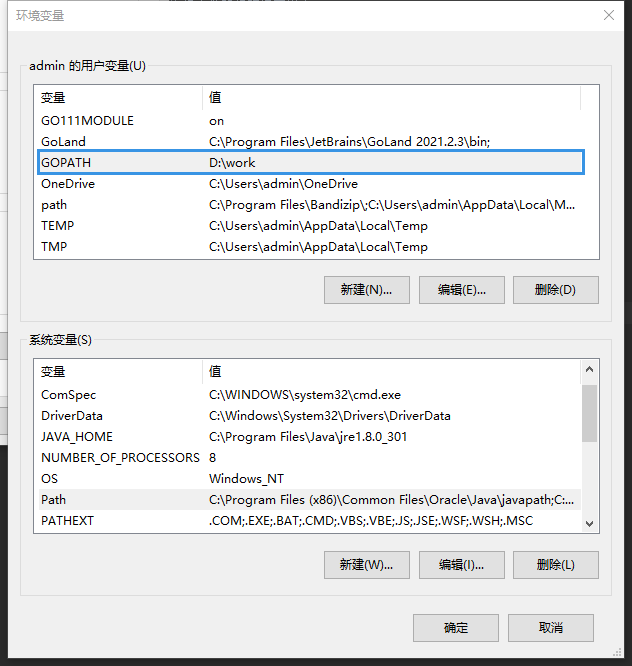 环境变量
admin 的用户变量(U)
变量 值
GO111MODULE on
GoLand C:\Program Files\JetBrains\GoLand 2021.2.3\bin;
GOPATH D:\work
OneDrive C:\Users\admin\OneDrive
path C:\Program Files\Bandizip\;C:\Users\admin\AppData\Local\M...
TEMP C:\Users\admin\AppData\Local\Temp
TMP C:\Users\admin\AppData\Local\Temp
新建(N)... 编辑(E)... 删除(D)
系统变量(S)
变量 值
ComSpec C:\WINDOWS\system32\cmd.exe
DriverData C:\Windows\System32\Drivers\DriverData
JAVA_HOME C:\Program Files\Java\jre1.8.0_301
NUMBER_OF_PROCESSORS 8
OS Windows_NT
Path C:\Program Files (x86)\Common Files\Oracle\Java\javapath;C:...
PATHEXT .COM;.EXE;.BAT;.CMD;.VBS;.VBE;.JS;.JSE;.WSF;.WSH;.MSC
新建(W)... 编辑(I)... 删除(L)
确定 取消